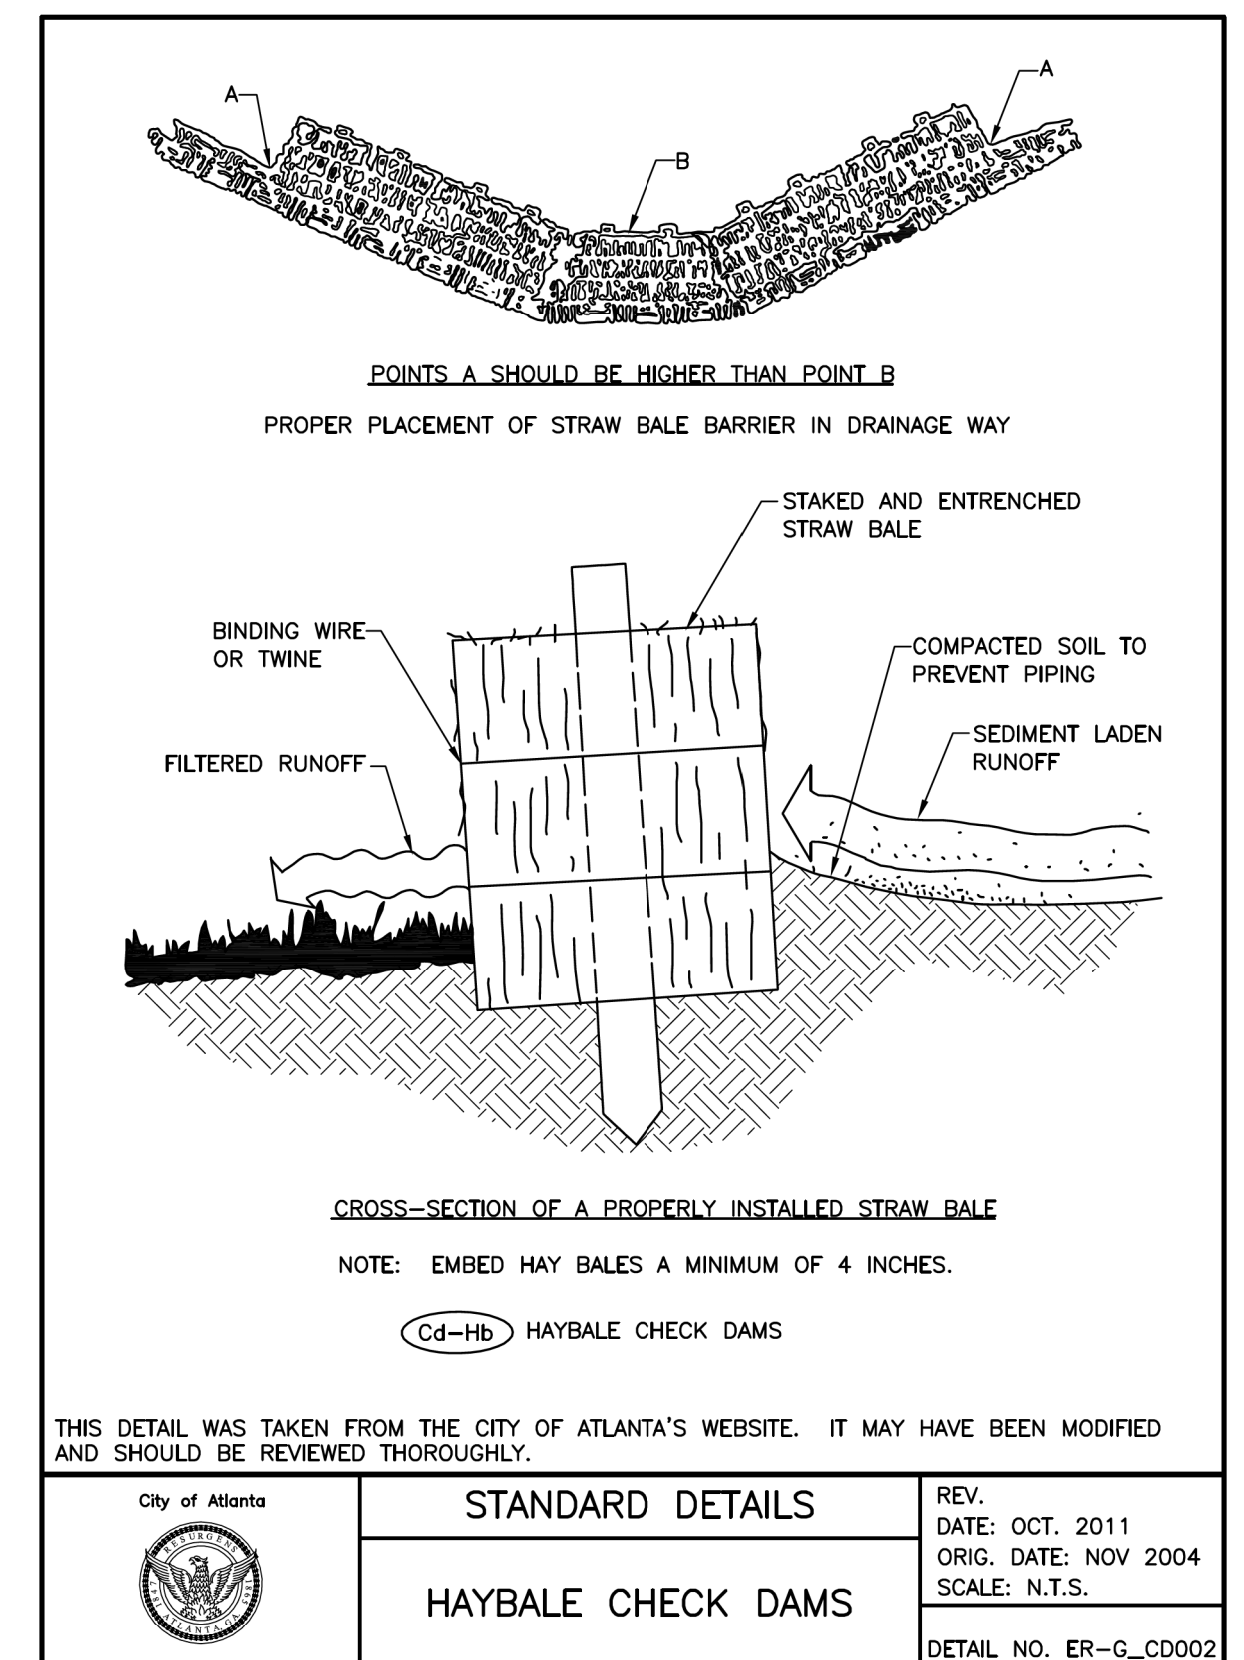 A
A
B
POINTS A SHOULD BE HIGHER THAN POINT B
PROPER PLACEMENT OF STRAW BALE BARRIER IN DRAINAGE WAY
STAKED AND ENTRENCHED
STRAW BALE
BINDING WIRE
OR TWINE
COMPACTED SOIL TO
PREVENT PIPING
SEDIMENT LADEN
RUNOFF
FILTERED RUNOFF
CROSS-SECTION OF A PROPERLY INSTALLED STRAW BALE
NOTE: EMBED HAY BALES A MINIMUM OF 4 INCHES.
Cd-Hb HAYBALE CHECK DAMS
THIS DETAIL WAS TAKEN FROM THE CITY OF ATLANTA'S WEBSITE. IT MAY HAVE BEEN MODIFIED
AND SHOULD BE REVIEWED THOROUGHLY.
City of Atlanta
RESURGENS
1847 1865
ATLANTA, GA.
STANDARD DETAILS
HAYBALE CHECK DAMS
REV.
DATE: OCT. 2011
ORIG. DATE: NOV 2004
SCALE: N.T.S.
DETAIL NO. ER-G_CD002